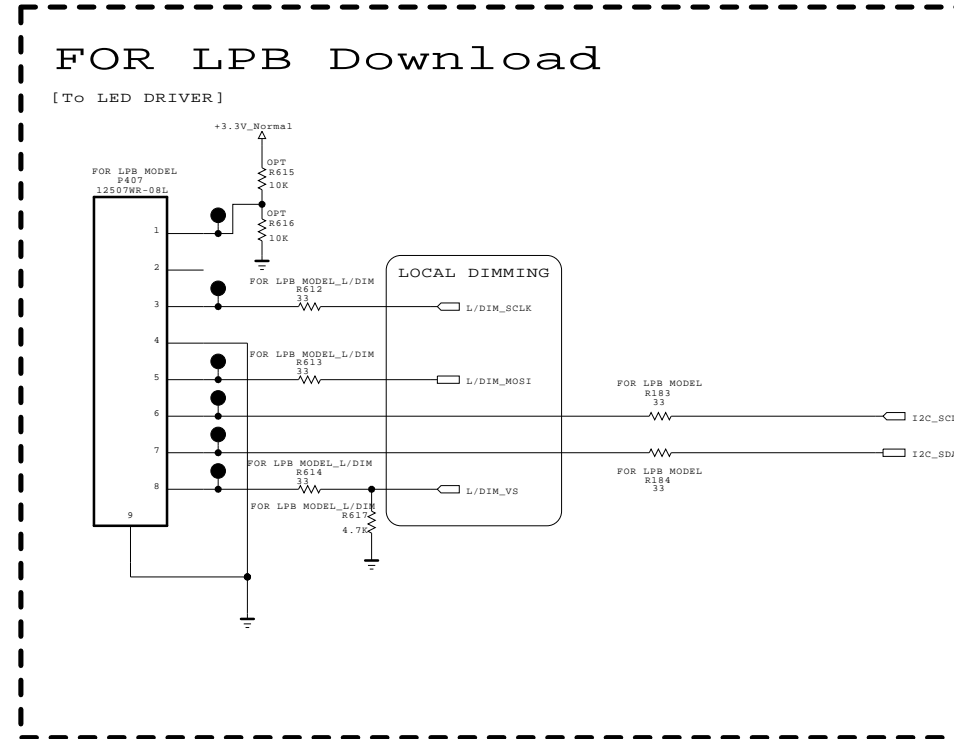 FOR LPB Download
[To LED DRIVER]
+3.3V_Normal
OPT
R615
10K
FOR LPB MODEL
P407
12507WR-08L
OPT
R616
10K
1
2
LOCAL DIMMING
FOR LPB MODEL_L/DIM
R612
33
3
L/DIM_SCLK
4
FOR LPB MODEL_L/DIM
R613
33
5
L/DIM_MOSI
FOR LPB MODEL
R183
33
6
I2C_SCL
7
I2C_SDA
FOR LPB MODEL_L/DIM
R614
33
FOR LPB MODEL
R184
33
8
L/DIM_VS
FOR LPB MODEL_L/DIM
R617
4.7K
9